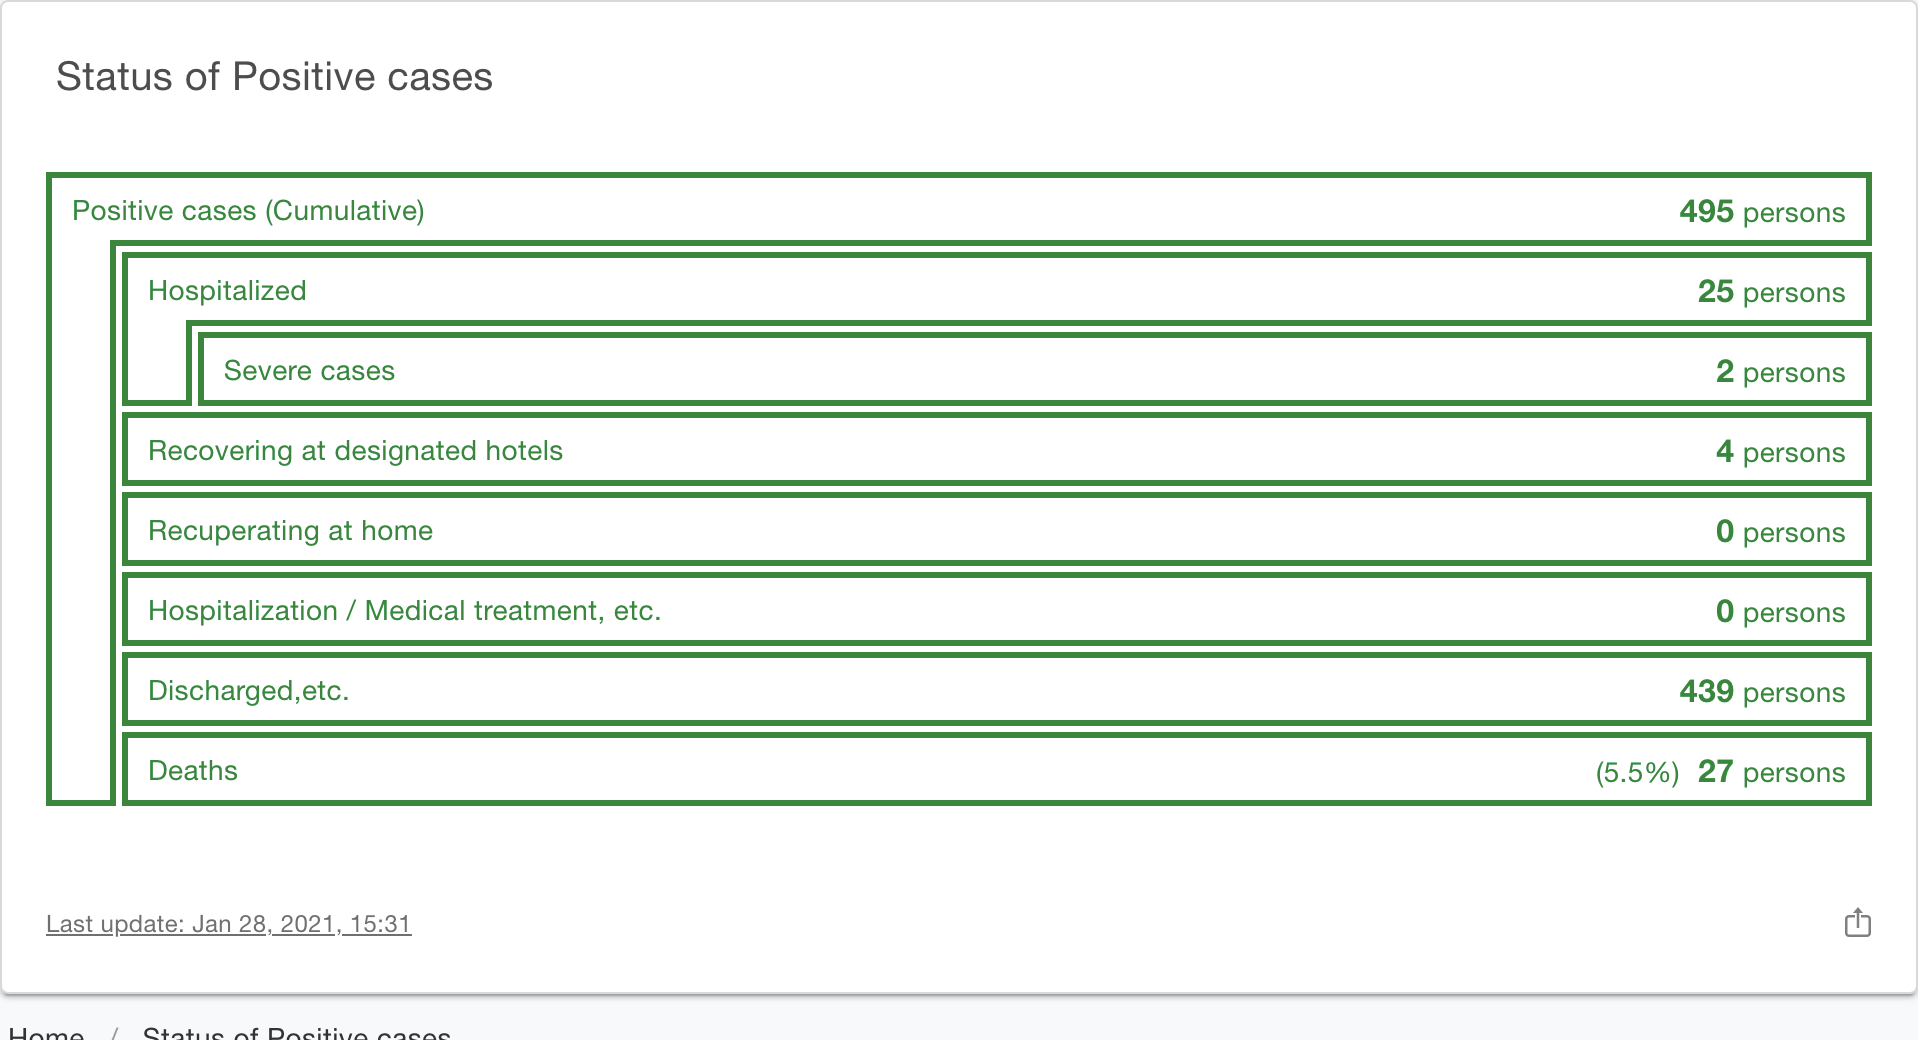 Status of Positive cases
Positive cases (Cumulative) 495 persons
Hospitalized 25 persons
Severe cases 2 persons
Recovering at designated hotels 4 persons
Recuperating at home 0 persons
Hospitalization / Medical treatment, etc. 0 persons
Discharged,etc. 439 persons
Deaths (5.5%) 27 persons
Last update: Jan 28, 2021, 15:31
Home / Status of Positive cases